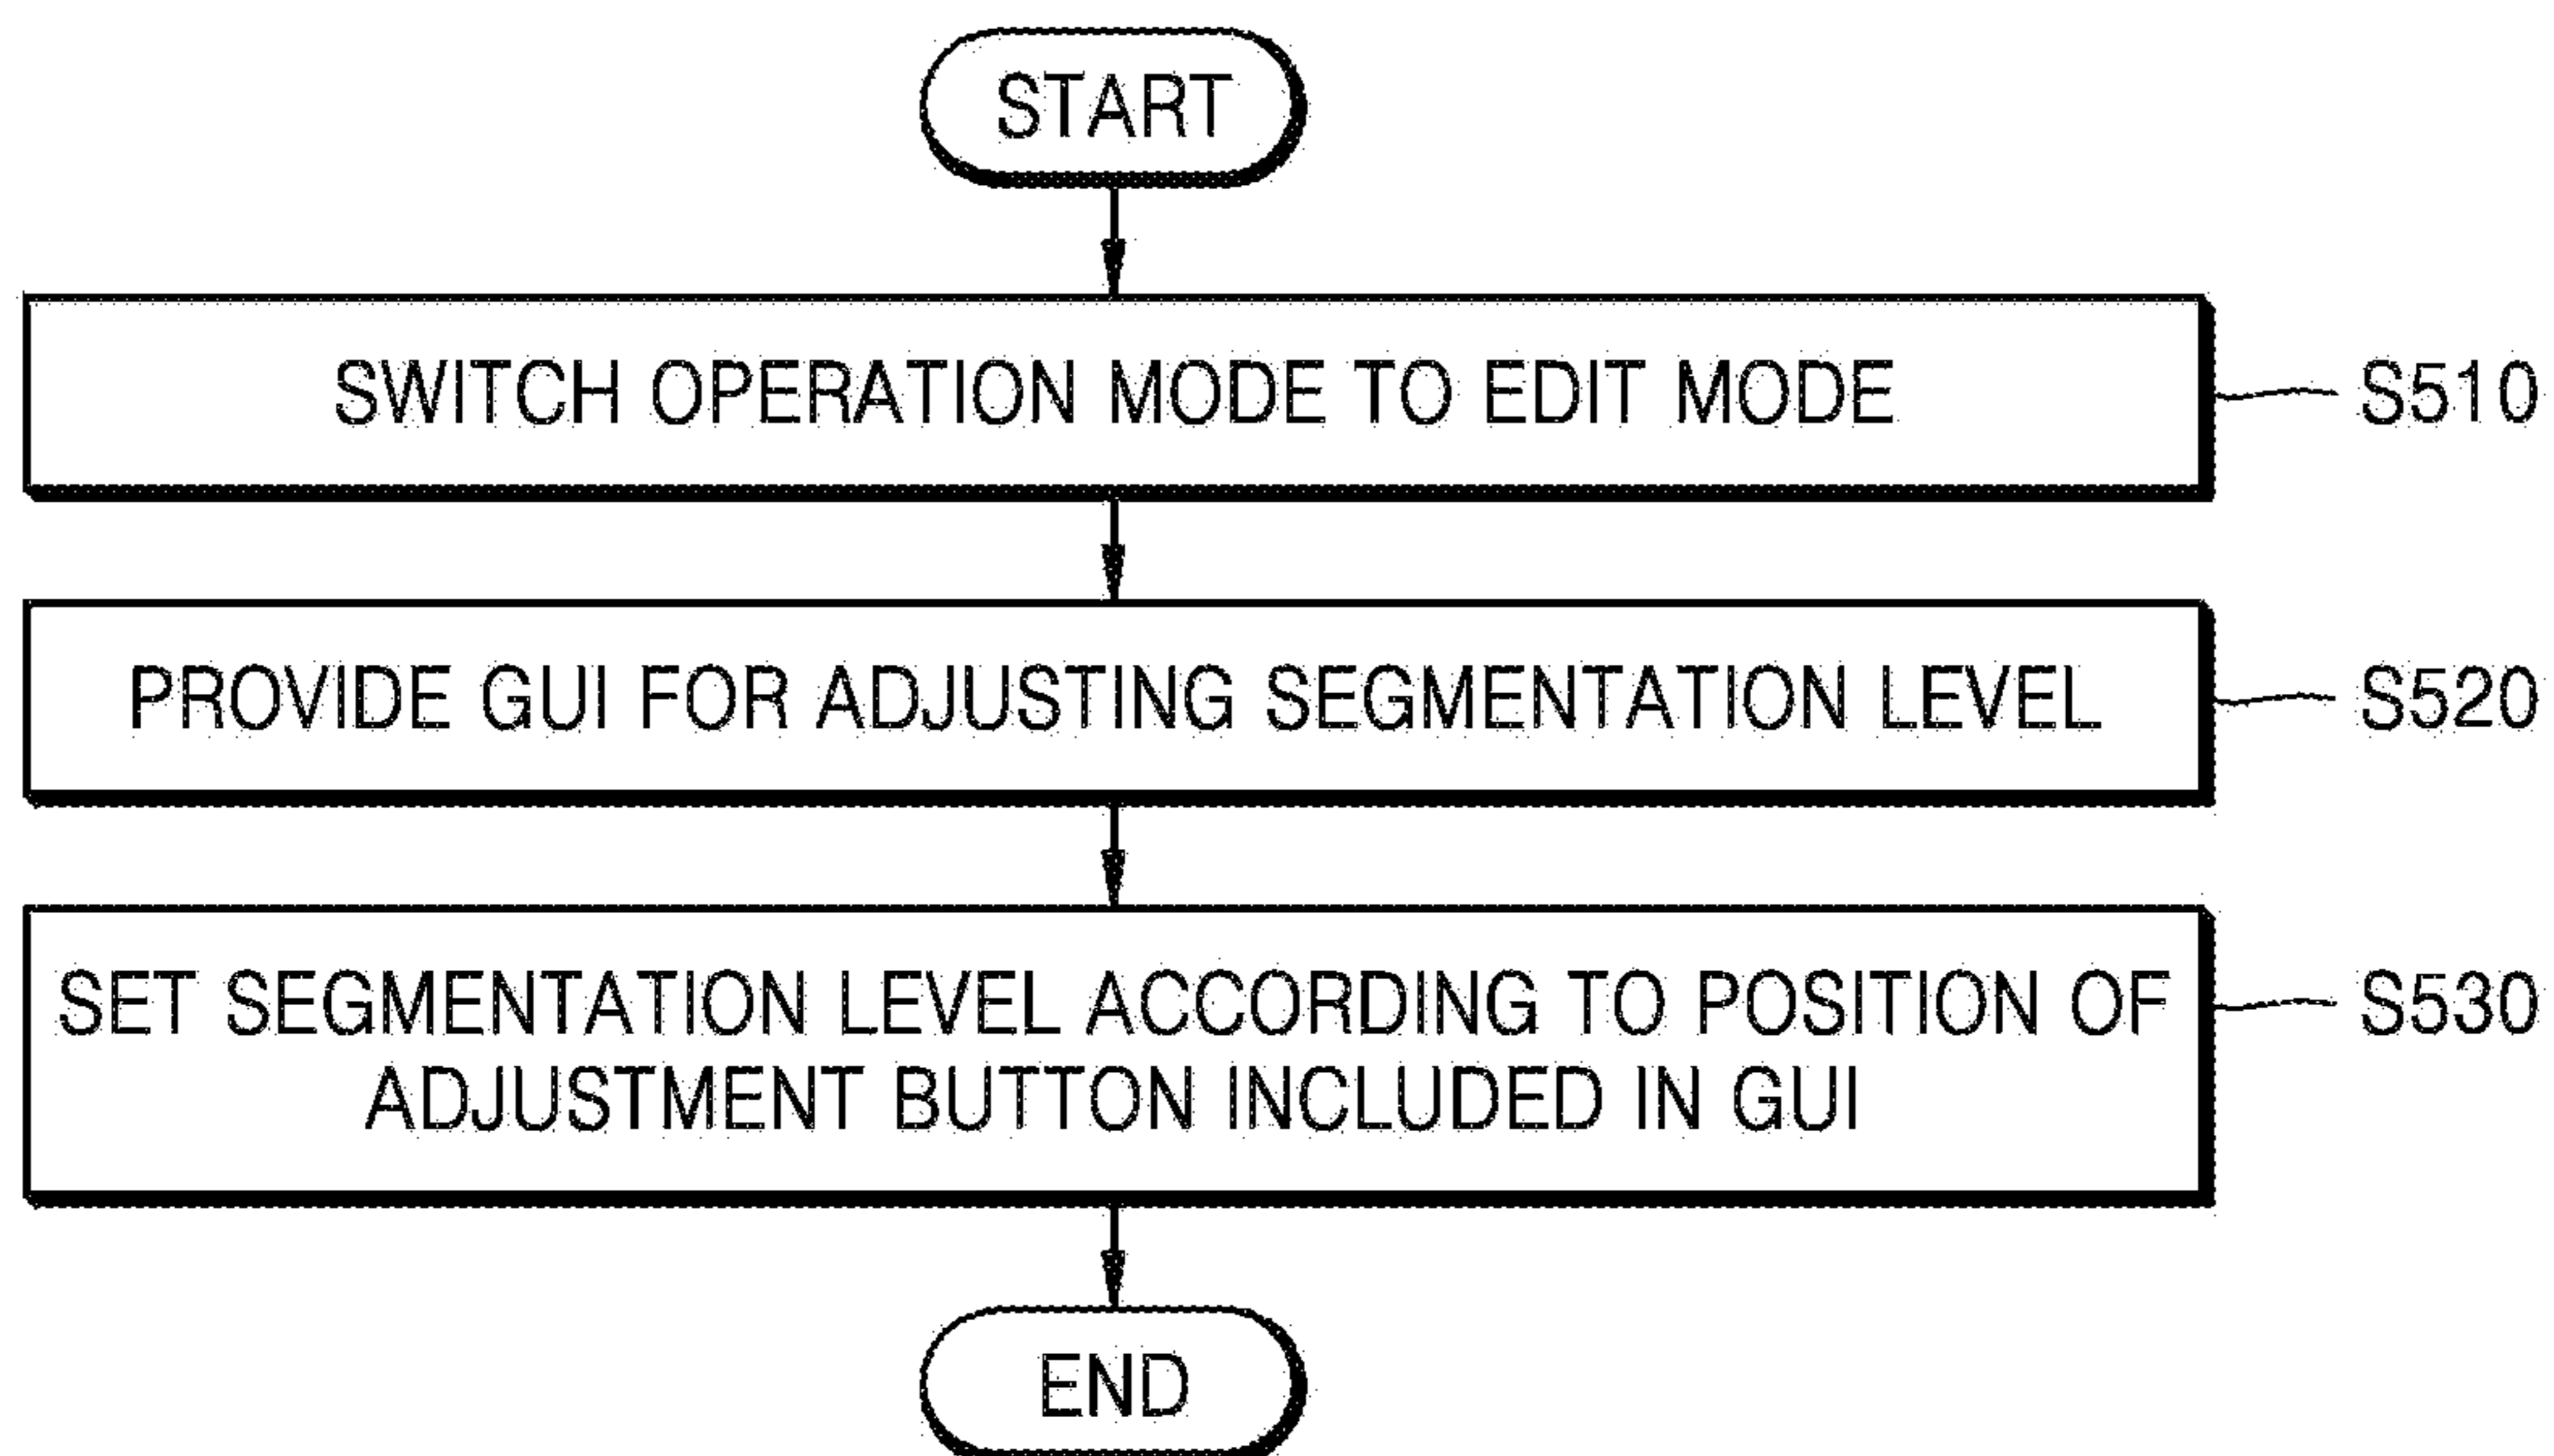 START
SWITCH OPERATION MODE TO EDIT MODE
S510
PROVIDE GUI FOR ADJUSTING SEGMENTATION LEVEL
S520
SET SEGMENTATION LEVEL ACCORDING TO POSITION OF
ADJUSTMENT BUTTON INCLUDED IN GUI
S530
END